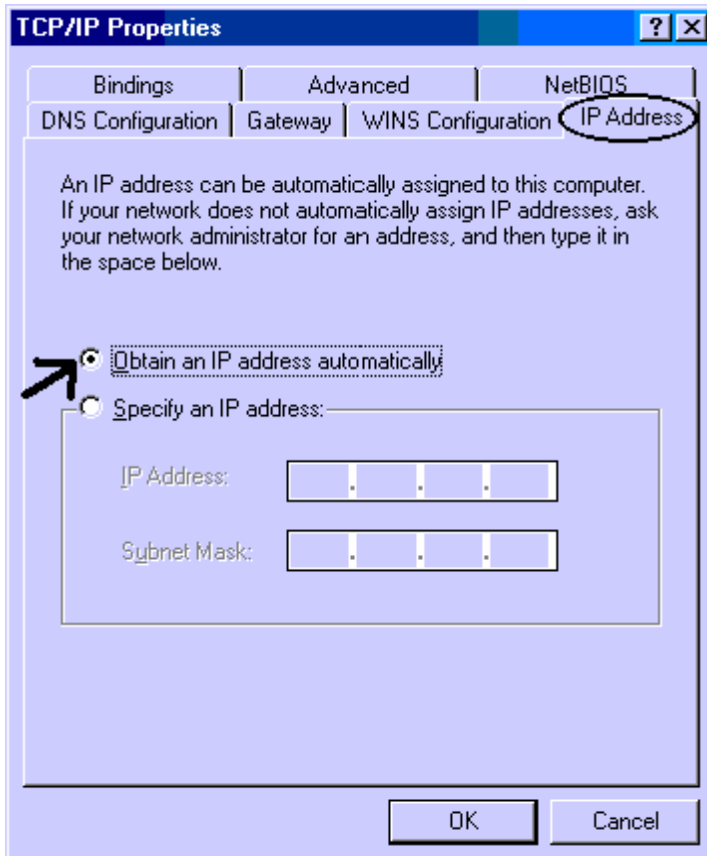 TCP/IP Properties
Bindings Advanced NetBIOS
DNS Configuration Gateway WINS Configuration IP Address
An IP address can be automatically assigned to this computer.
If your network does not automatically assign IP addresses, ask
your network administrator for an address, and then type it in
the space below.
Obtain an IP address automatically
Specify an IP address:
IP Address:
. . .
Subnet Mask:
. . .
OK Cancel